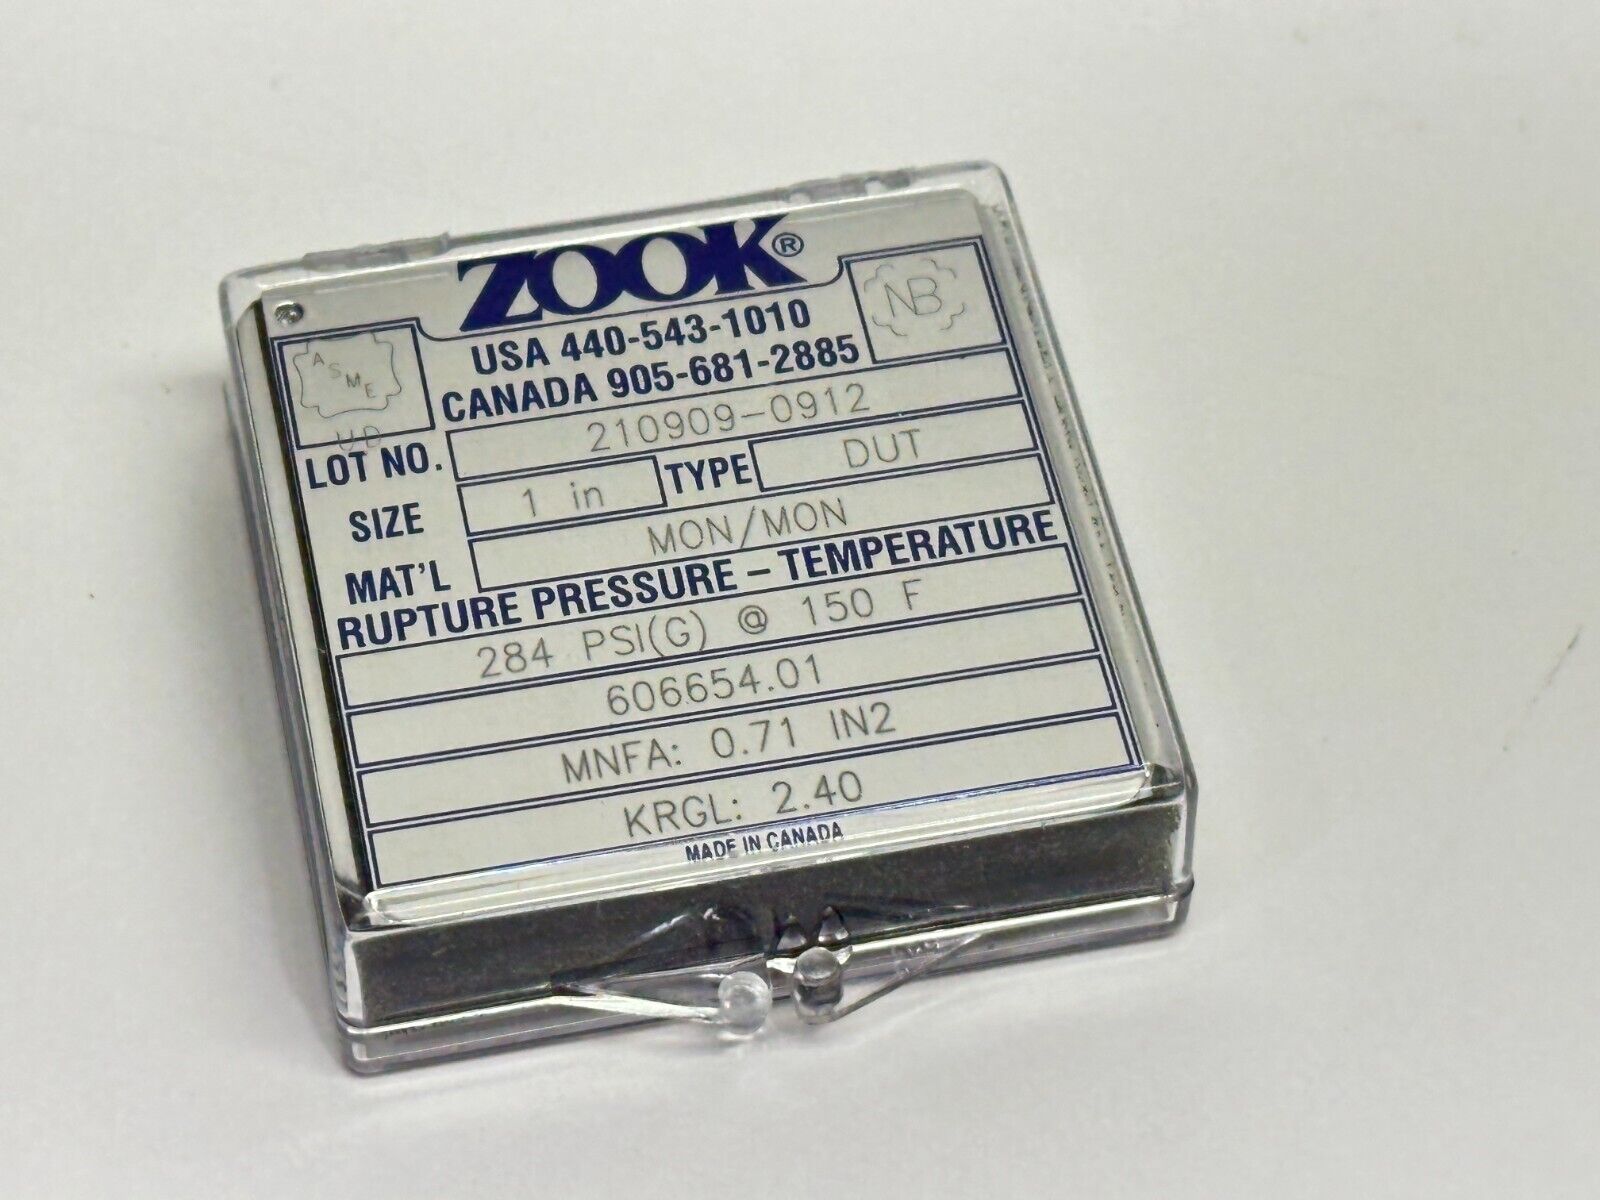 ZOOK®
USA 440-543-1010
CANADA 905-681-2885
ASME
UD
NB
LOT NO. 210909-0912
SIZE 1 in TYPE DUT
MAT'L MON/MON
RUPTURE PRESSURE – TEMPERATURE
284 PSI(G) @ 150 F
606654.01
MNFA: 0.71 IN2
KRGL: 2.40
MADE IN CANADA